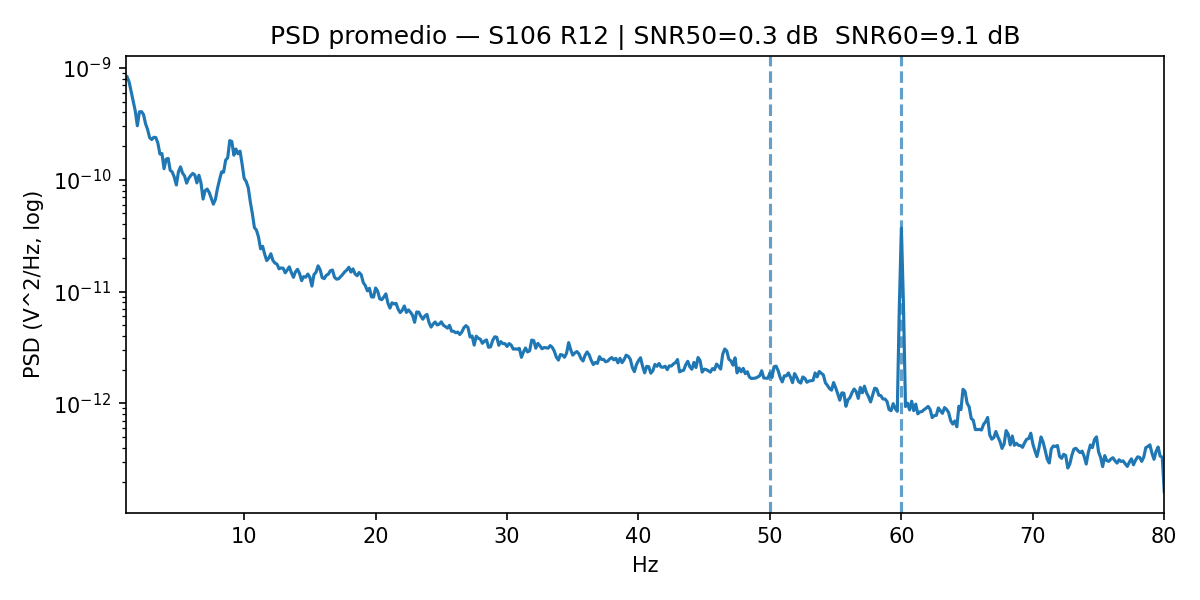 PSD promedio — S106 R12 | SNR50=0.3 dB  SNR60=9.1 dB
PSD (V^2/Hz, log)
10⁻⁹
10⁻¹⁰
10⁻¹¹
10⁻¹²
10 20 30 40 50 60 70 80
Hz